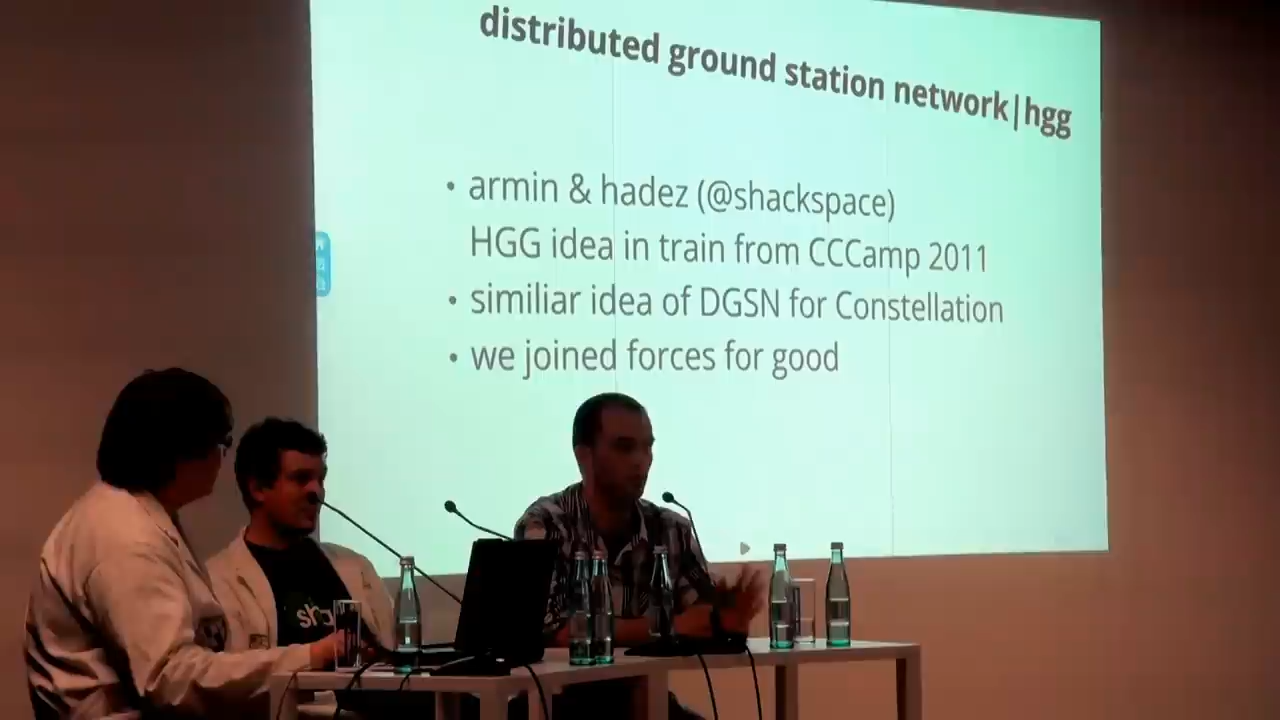 distributed ground station network|hgg
• armin & hadez (@shackspace)
HGG idea in train from CCCamp 2011
• similiar idea of DGSN for Constellation
• we joined forces for good